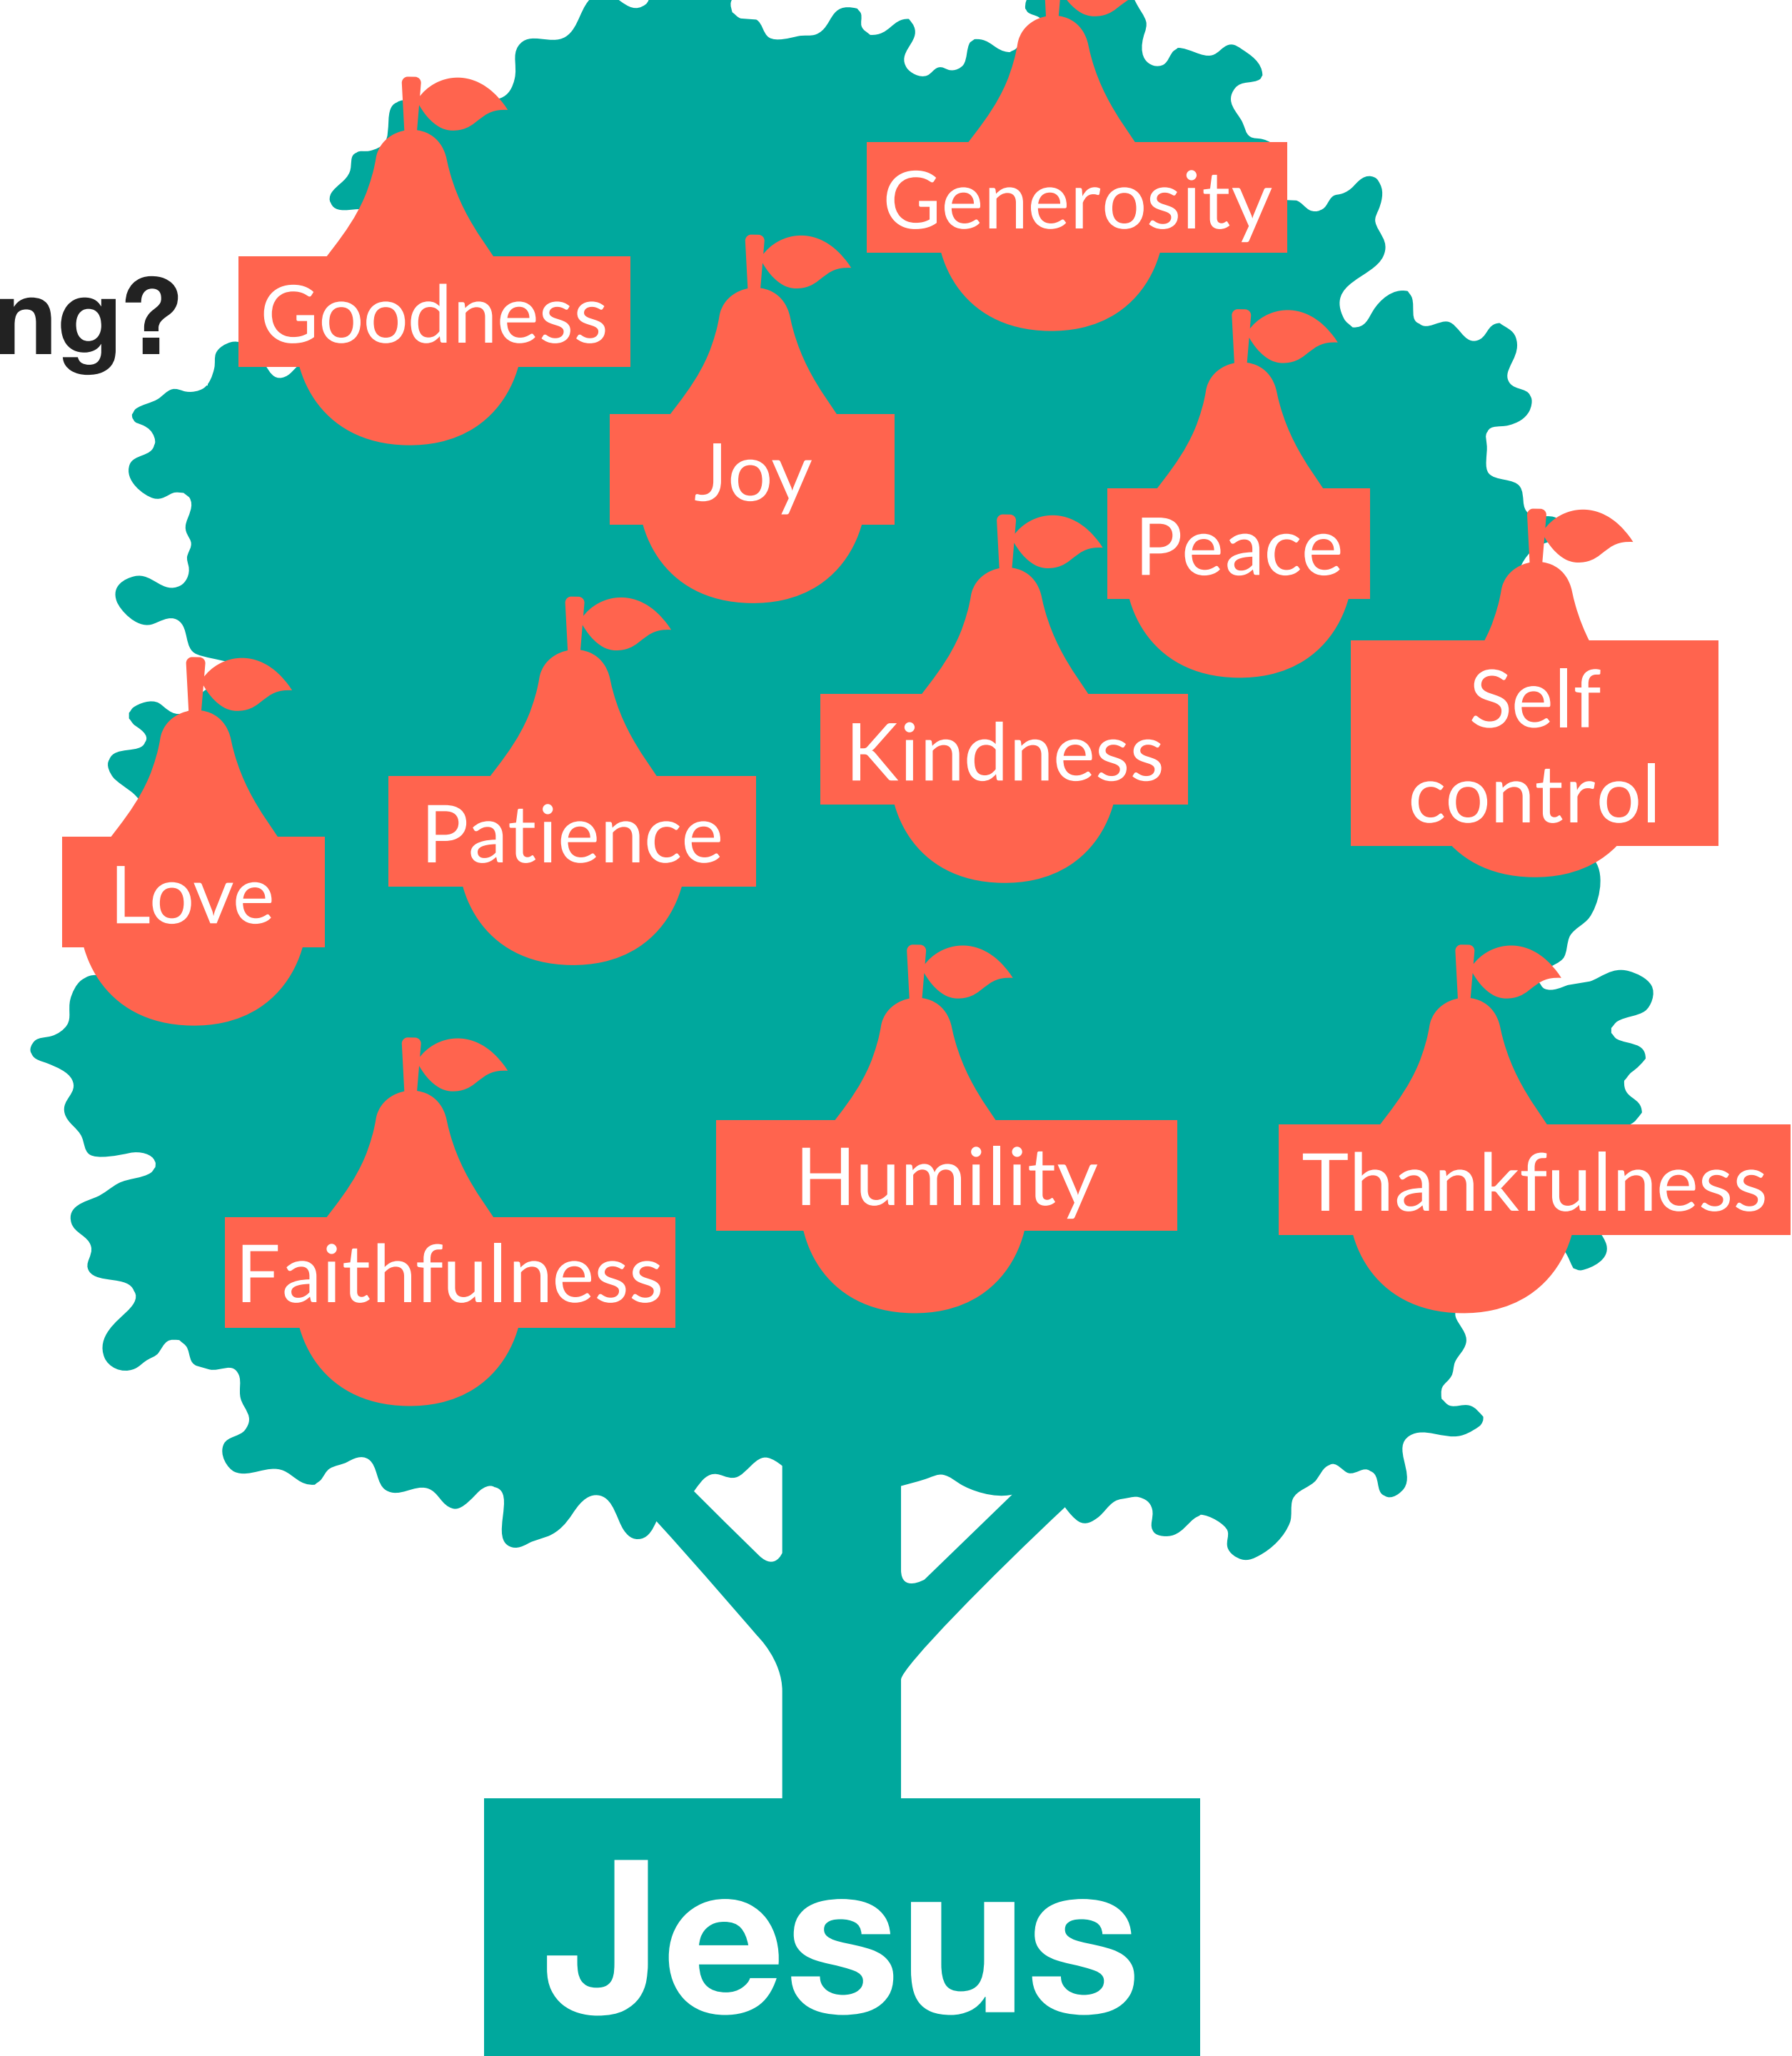 Generosity
Goodness
ng?
Joy
Peace
Self
control
Kindness
Patience
Love
Humility
Thankfulness
Faithfulness
Jesus